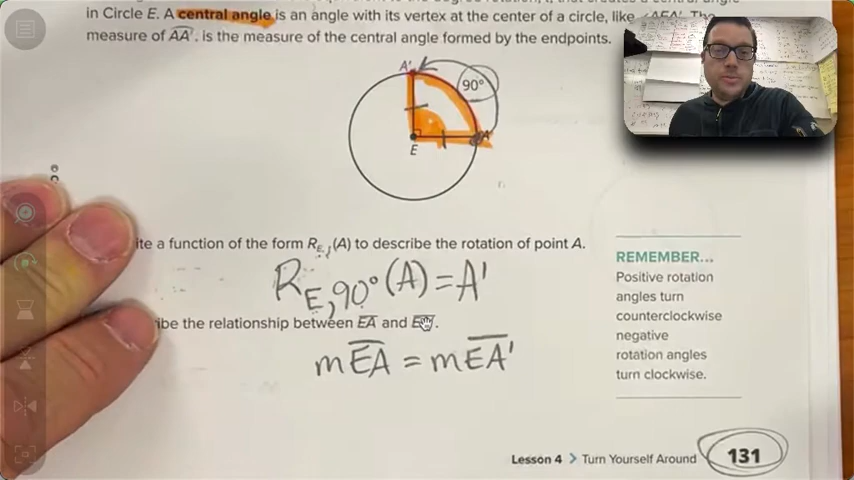 in Circle E. A central angle is an angle with its vertex at the center of a circle, like
measure of AA'. is the measure of the central angle formed by the endpoints.
A'
90°
A
E
ite a function of the form R E, t (A) to describe the rotation of point A.
R E, 90° (A) = A'
ibe the relationship between EA and
mEA = mEA'
REMEMBER...
Positive rotation
angles turn
counterclockwise
negative
rotation angles
turn clockwise.
Lesson 4 > Turn Yourself Around
131